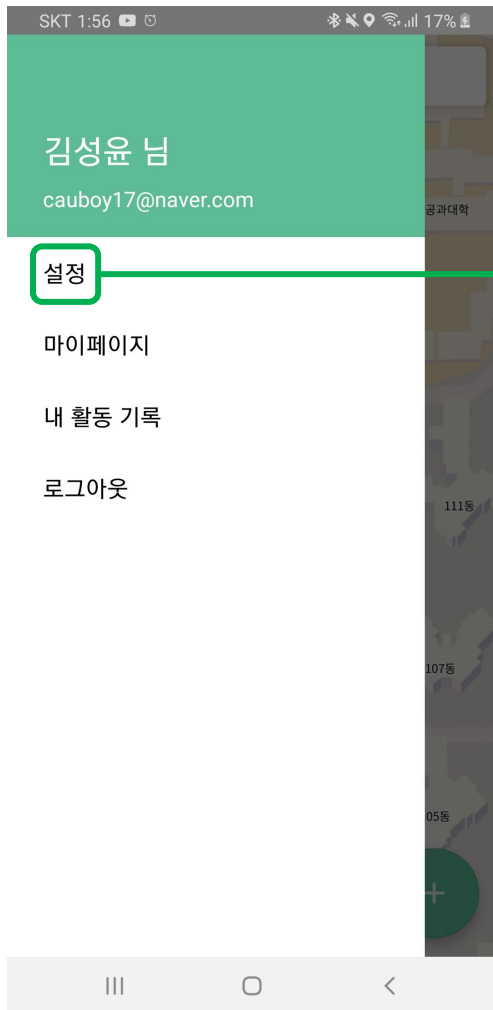 SKT 1:56
17%
김성윤 님
cauboy17@naver.com
공과대학
설정
마이페이지
내 활동 기록
로그아웃
111동
107동
05동